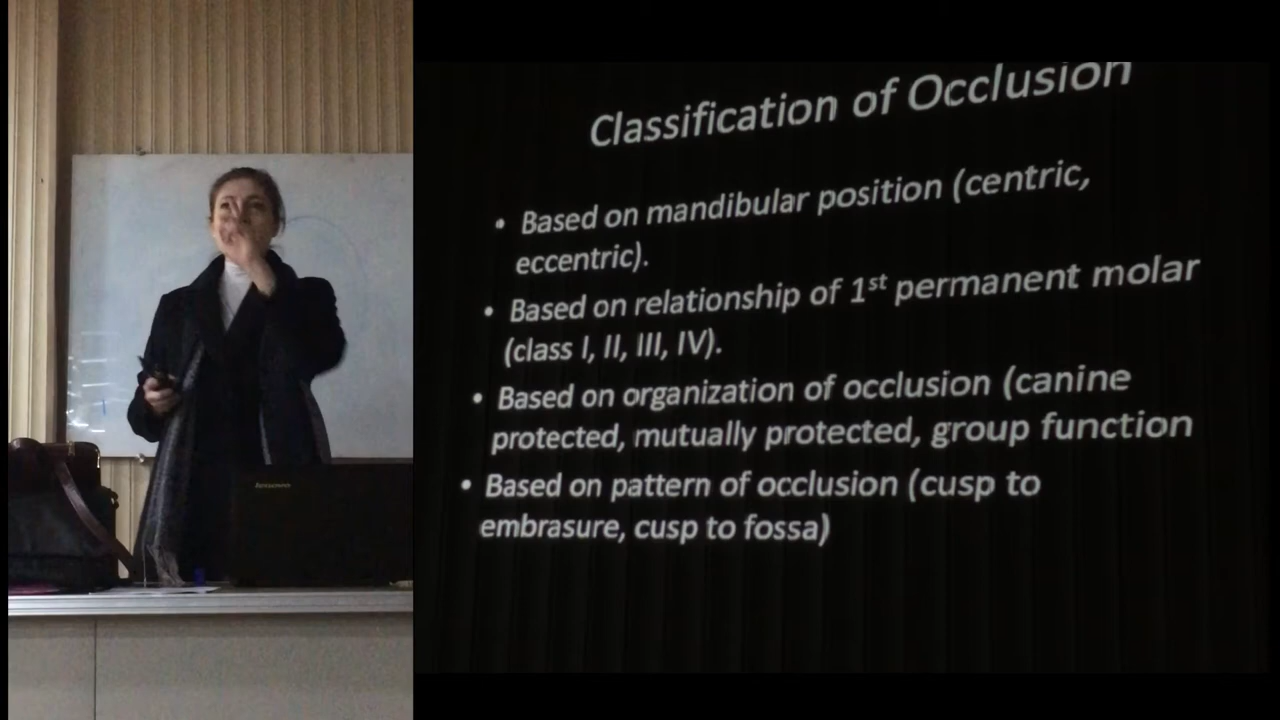 Classification of Occlusion
• Based on mandibular position (centric,
eccentric).
• Based on relationship of 1st permanent molar
(class I, II, III, IV).
• Based on organization of occlusion (canine
protected, mutually protected, group function
• Based on pattern of occlusion (cusp to
embrasure, cusp to fossa)
lenovo